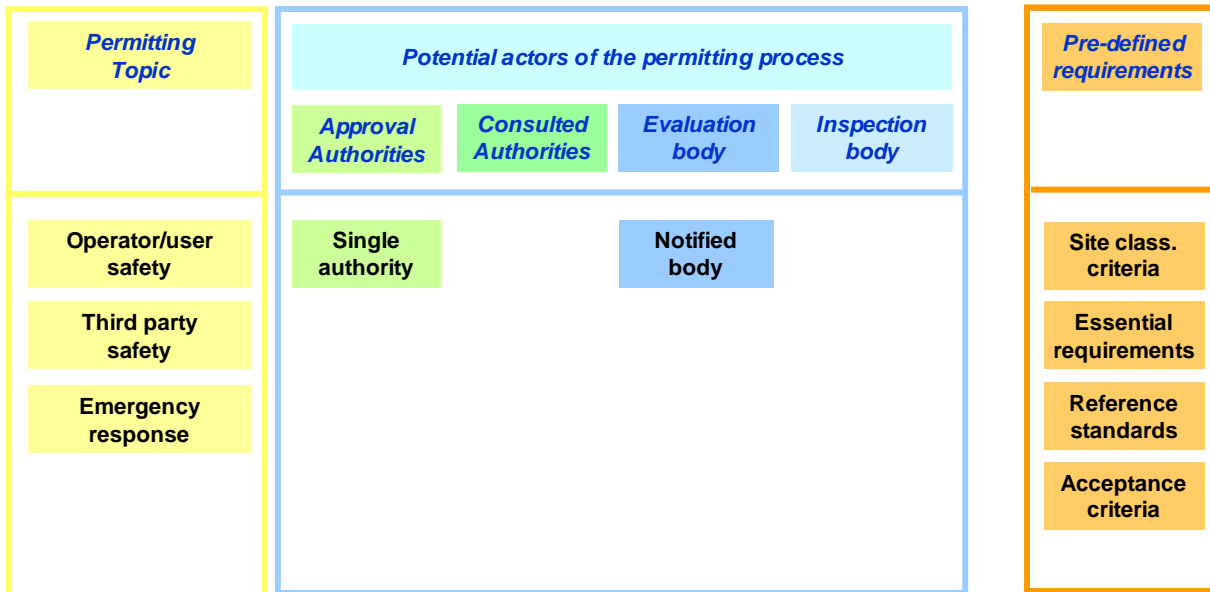 Permitting
Topic
Potential actors of the permitting process
Pre-defined
requirements
Approval
Authorities
Consulted
Authorities
Evaluation
body
Inspection
body
Operator/user
safety
Single
authority
Notified
body
Site class.
criteria
Third party
safety
Essential
requirements
Emergency
response
Reference
standards
Acceptance
criteria